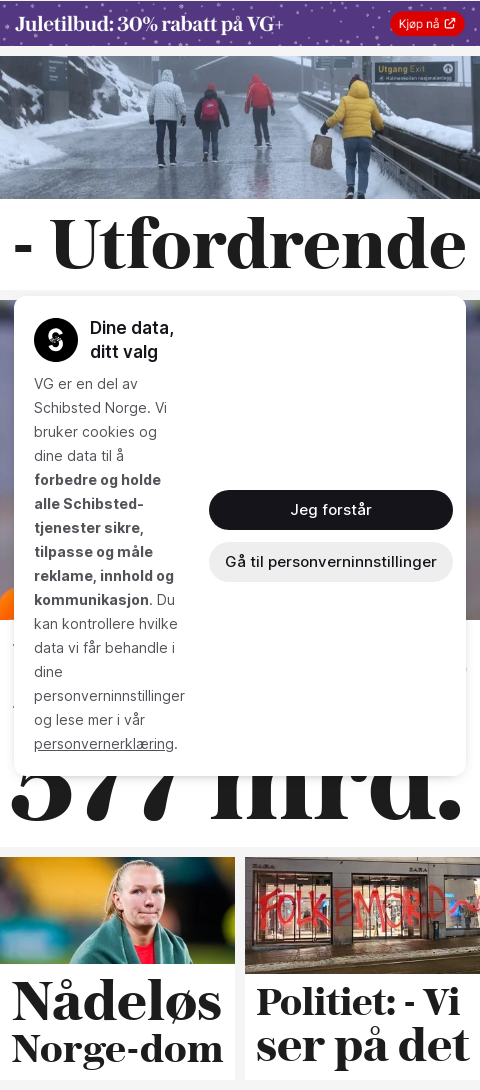 Juletilbud: 30% rabatt på VG+
Kjøp nå
Utgang Exit
- Utfordrende
Dine data,
ditt valg
VG er en del av
Schibsted Norge. Vi
bruker cookies og
dine data til å
forbedre og holde
alle Schibsted-
tjenester sikre,
tilpasse og måle
reklame, innhold og
kommunikasjon. Du
kan kontrollere hvilke
data vi får behandle i
dine
personverninnstillinger
og lese mer i vår
personvernerklæring.
Jeg forstår
Gå til personverninnstillinger
577 mrd.
ZARA
ZARA
FOLKEMORD
Nådeløs
Norge-dom
Politiet: - Vi
ser på det